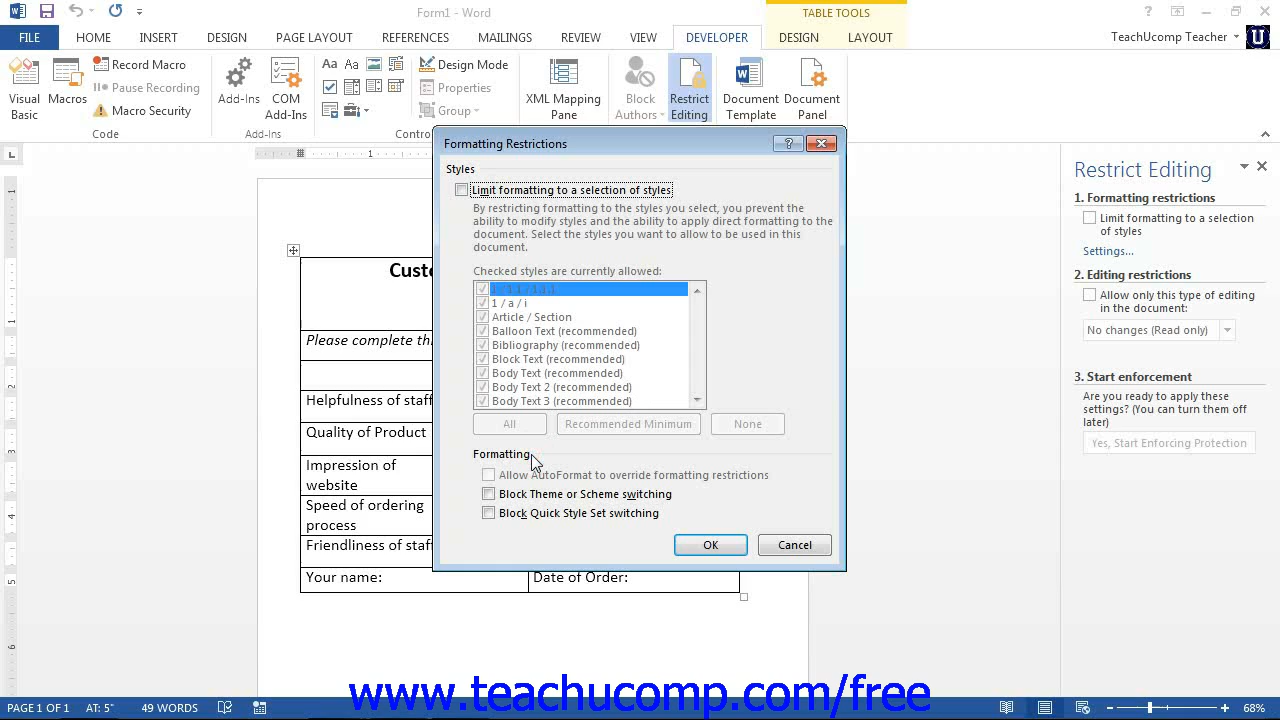 Form1 - Word
TABLE TOOLS
FILE HOME INSERT DESIGN PAGE LAYOUT REFERENCES MAILINGS REVIEW VIEW DEVELOPER DESIGN LAYOUT
TeachUcomp Teacher
Visual Basic
Macros
Record Macro
Pause Recording
Macro Security
Code
Add-Ins
COM Add-Ins
Add-Ins
Aa Aa
Design Mode
Properties
Group
Contro
XML Mapping Pane
Block Authors
Restrict Editing
Document Template
Document Panel
Formatting Restrictions
Styles
Limit formatting to a selection of styles
By restricting formatting to the styles you select, you prevent the
ability to modify styles and the ability to apply direct formatting to the
document. Select the styles you want to allow to be used in this
document.
Checked styles are currently allowed:
1 / 1.1 / 1.1.1
1 / a / i
Article / Section
Balloon Text (recommended)
Bibliography (recommended)
Block Text (recommended)
Body Text (recommended)
Body Text 2 (recommended)
Body Text 3 (recommended)
All Recommended Minimum None
Formatting
Allow AutoFormat to override formatting restrictions
Block Theme or Scheme switching
Block Quick Style Set switching
OK Cancel
Custo
Please complete thi
Helpfulness of staff
Quality of Product
Impression of
website
Speed of ordering
process
Friendliness of staff
Your name: Date of Order:
Restrict Editing
1. Formatting restrictions
Limit formatting to a selection
of styles
Settings...
2. Editing restrictions
Allow only this type of editing
in the document:
No changes (Read only)
3. Start enforcement
Are you ready to apply these
settings? (You can turn them off
later)
Yes, Start Enforcing Protection
www.teachucomp.com/free
PAGE 1 OF 1 AT: 5" 49 WORDS 68%